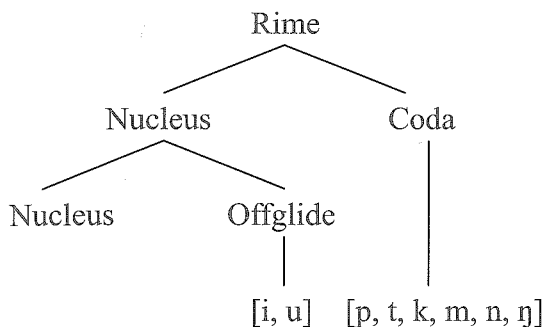 Rime
Nucleus Coda
Nucleus Offglide
[i, u] [p, t, k, m, n, ŋ]